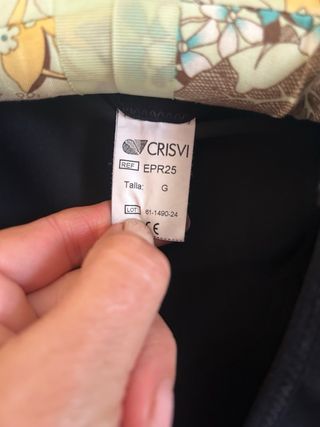 CRISVI
REF EPR25
Talla: G
LOT 61-1490-24
CE